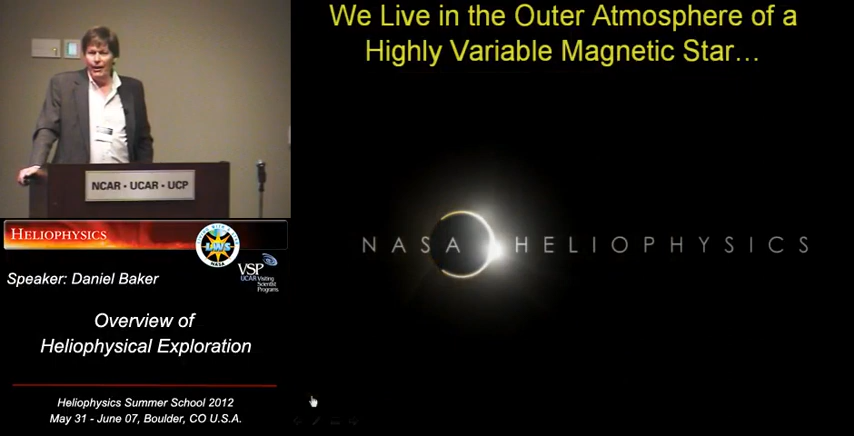 We Live in the Outer Atmosphere of a
Highly Variable Magnetic Star…
NCAR • UCAR • UCP
HELIOPHYSICS
LWS
NASA
VSP
UCAR Visiting
Scientist
Programs
Speaker: Daniel Baker
Overview of
Heliophysical Exploration
Heliophysics Summer School 2012
May 31 - June 07, Boulder, CO U.S.A.
NASA HELIOPHYSICS